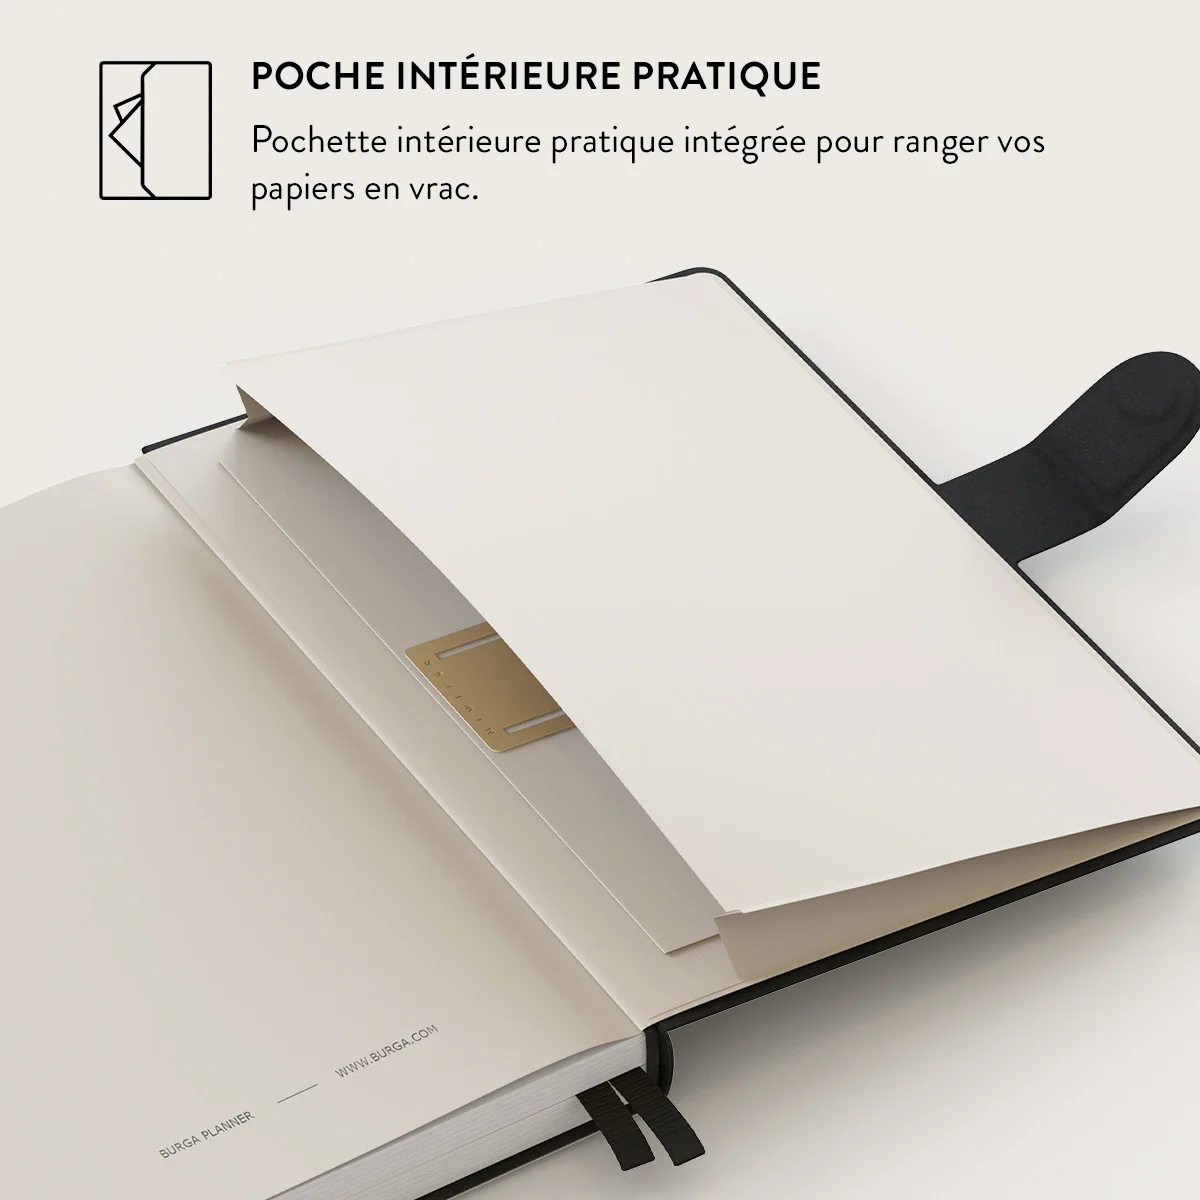 POCHE INTÉRIEURE PRATIQUE
Pochette intérieure pratique intégrée pour ranger vos
papiers en vrac.
BURGA PLANNER — WWW.BURGA.COM